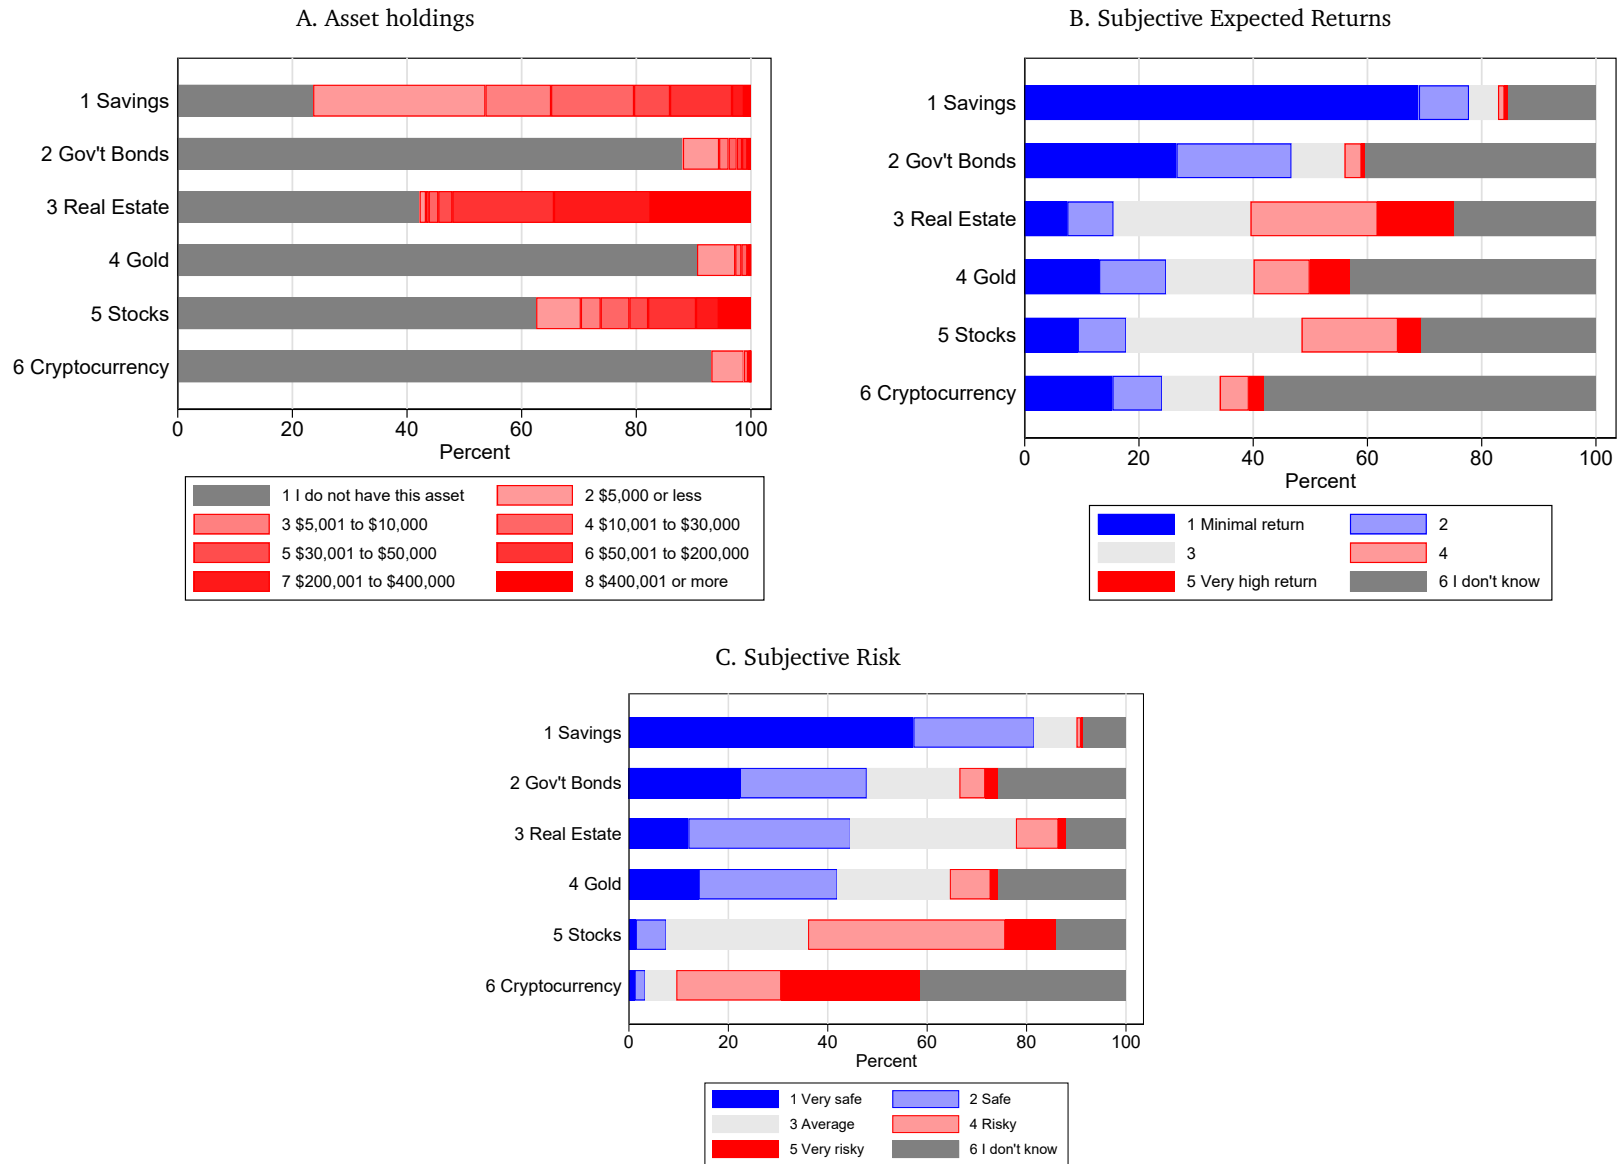 A. Asset holdings
1 Savings
2 Gov't Bonds
3 Real Estate
4 Gold
5 Stocks
6 Cryptocurrency
0 20 40 60 80 100
Percent
1 I do not have this asset 2 $5,000 or less
3 $5,001 to $10,000 4 $10,001 to $30,000
5 $30,001 to $50,000 6 $50,001 to $200,000
7 $200,001 to $400,000 8 $400,001 or more
B. Subjective Expected Returns
1 Savings
2 Gov't Bonds
3 Real Estate
4 Gold
5 Stocks
6 Cryptocurrency
0 20 40 60 80 100
Percent
1 Minimal return 2
3 4
5 Very high return 6 I don't know
C. Subjective Risk
1 Savings
2 Gov't Bonds
3 Real Estate
4 Gold
5 Stocks
6 Cryptocurrency
0 20 40 60 80 100
Percent
1 Very safe 2 Safe
3 Average 4 Risky
5 Very risky 6 I don't know